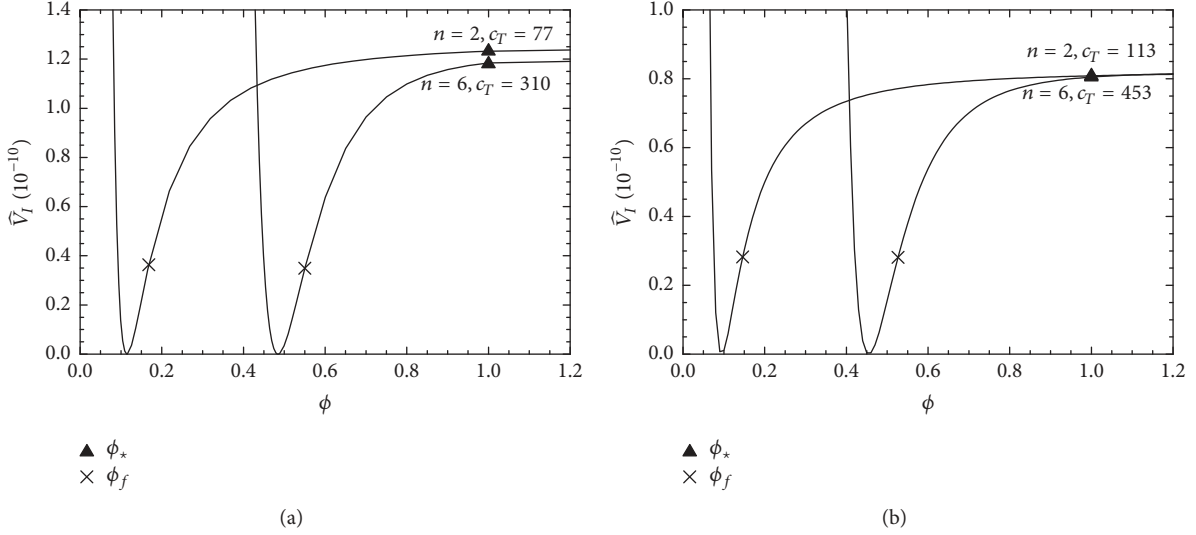 1.4
1.2
1.0
0.8
0.6
0.4
0.2
0.0
V̂_I (10^−10)
n = 2, c_T = 77
n = 6, c_T = 310
0.0 0.2 0.4 0.6 0.8 1.0 1.2
ϕ
ϕ_⋆
ϕ_f
(a)
1.0
0.8
0.6
0.4
0.2
0.0
V̂_I (10^−10)
n = 2, c_T = 113
n = 6, c_T = 453
0.0 0.2 0.4 0.6 0.8 1.0 1.2
ϕ
ϕ_⋆
ϕ_f
(b)